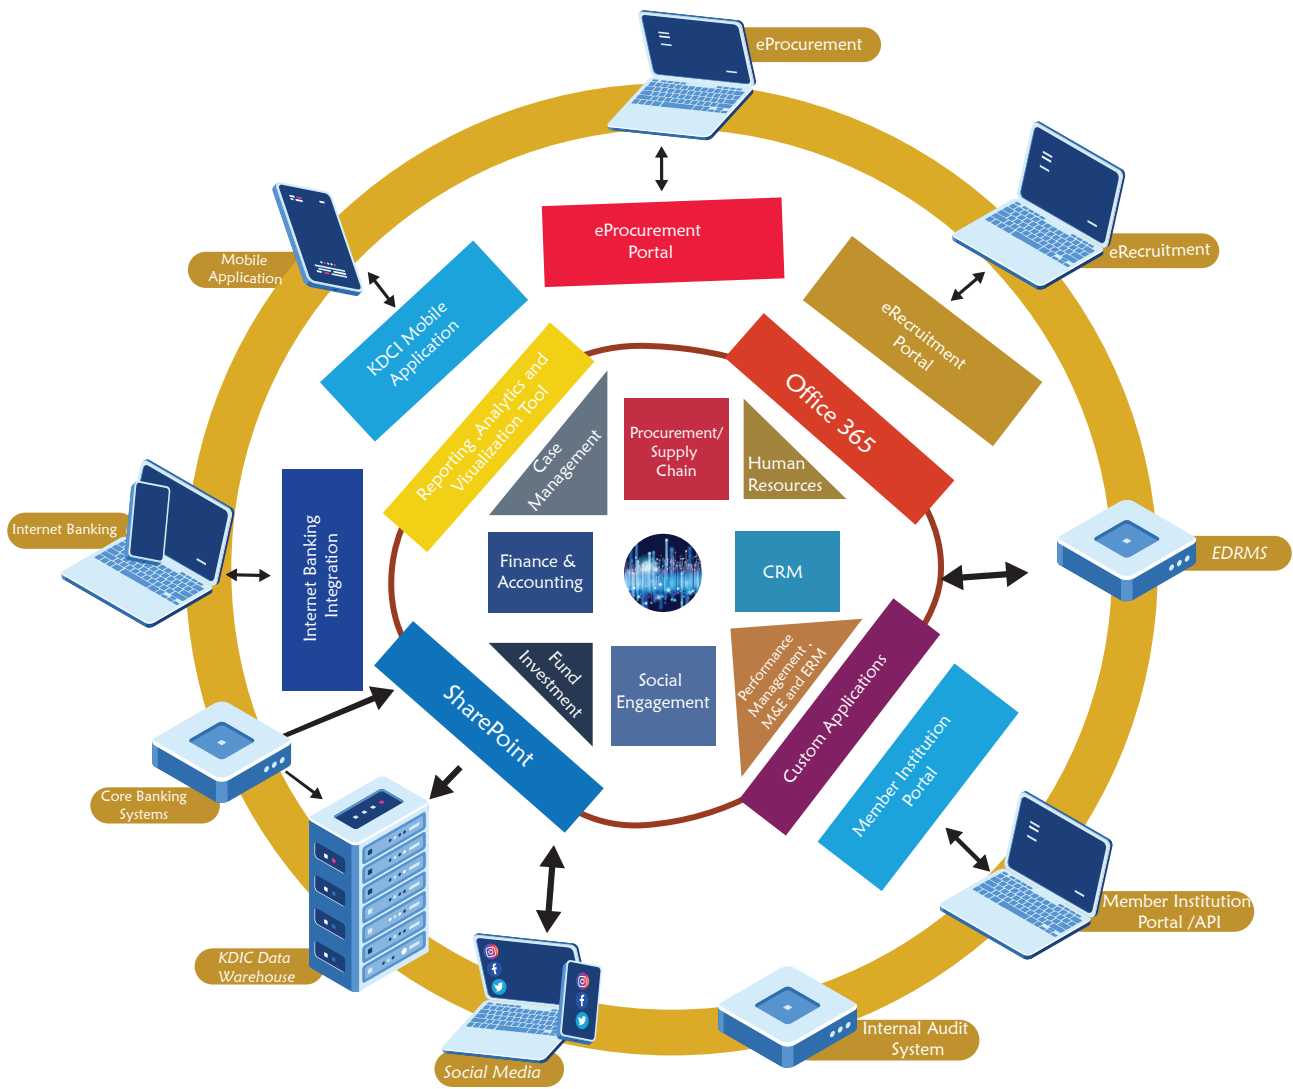 eProcurement
eProcurement
Portal
eRecruitment
eRecruitment
Portal
Mobile
Application
KDCI Mobile
Application
Reporting ,Analytics and
Visualization Tool
Office 365
Case
Management
Procurement/
Supply
Chain
Human
Resources
Internet Banking
Internet Banking
Integration
Finance &
Accounting
CRM
EDRMS
Fund
Investment
Social
Engagement
Performance
Management ,
M&E and ERM
SharePoint
Custom Applications
Member Institution
Portal
Core Banking
Systems
KDIC Data
Warehouse
Member Institution
Portal /API
Internal Audit
System
Social Media